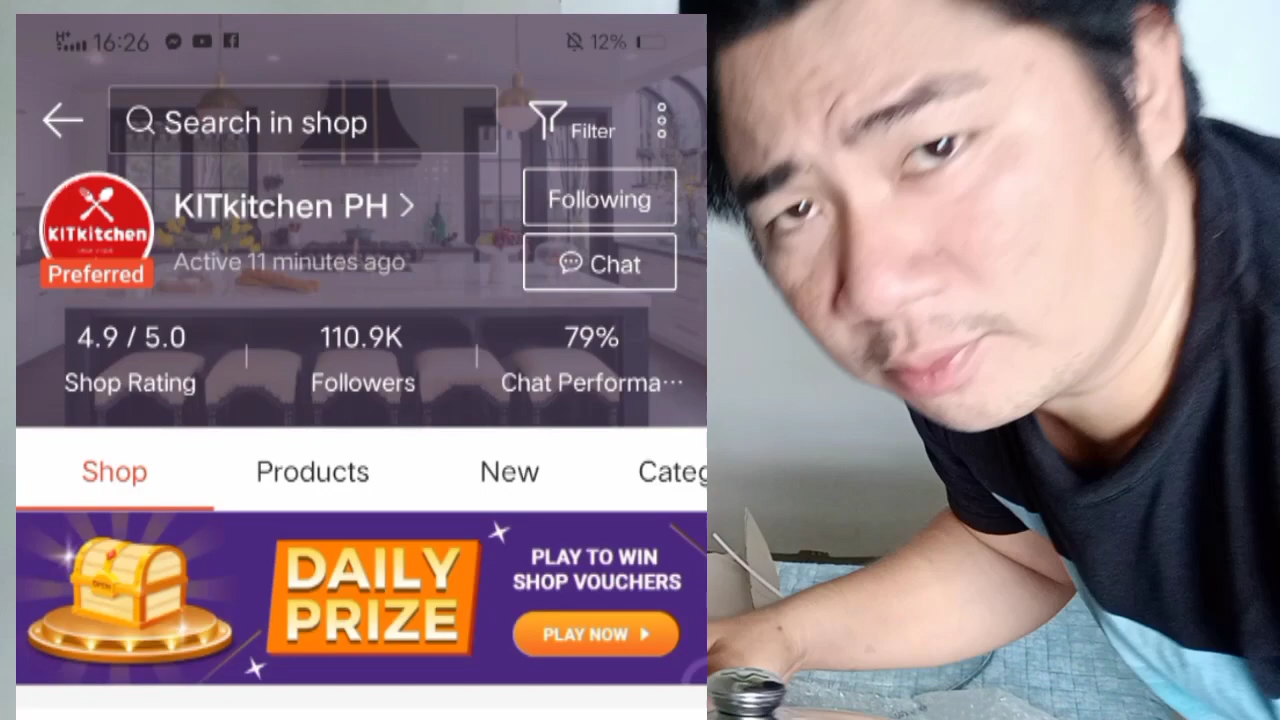 H+ 16:26 12%
Search in shop
Filter
KITkitchen
Preferred
KITkitchen PH >
Active 11 minutes ago
Following
Chat
4.9 / 5.0
Shop Rating
110.9K
Followers
79%
Chat Performa···
Shop Products New Categ
OPEN
DAILY
PRIZE
PLAY TO WIN
SHOP VOUCHERS
PLAY NOW